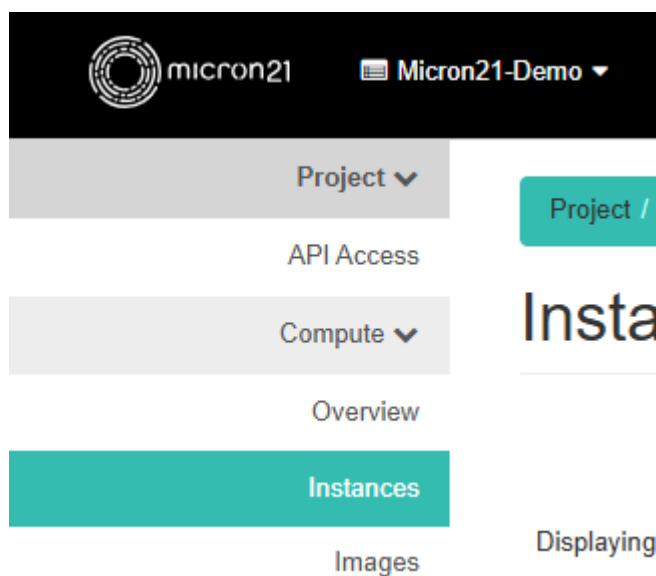 micron21 Micron21-Demo
Project
API Access
Compute
Overview
Instances
Images
Project /
Insta
Displaying